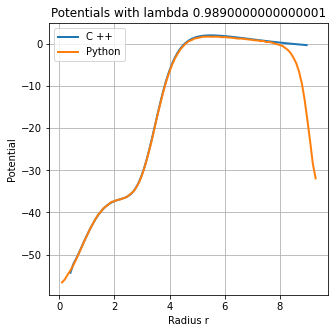 Potentials with lambda 0.9890000000000001
C ++
Python
0
−10
−20
−30
−40
−50
Potential
0 2 4 6 8
Radius r